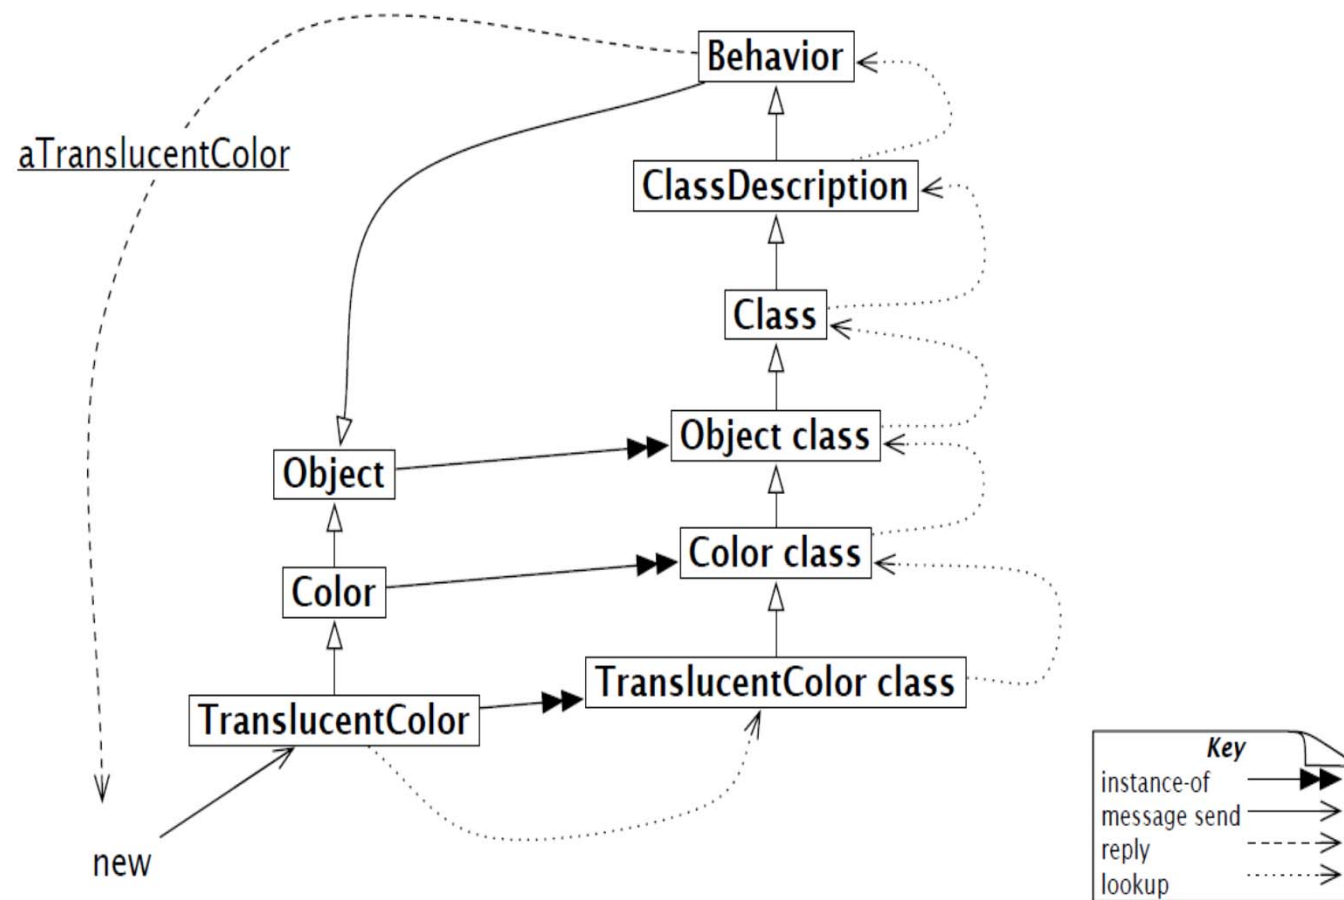 Behavior
aTranslucentColor
ClassDescription
Class
Object class
Object
Color class
Color
TranslucentColor class
TranslucentColor
new
Key
instance-of
message send
reply
lookup